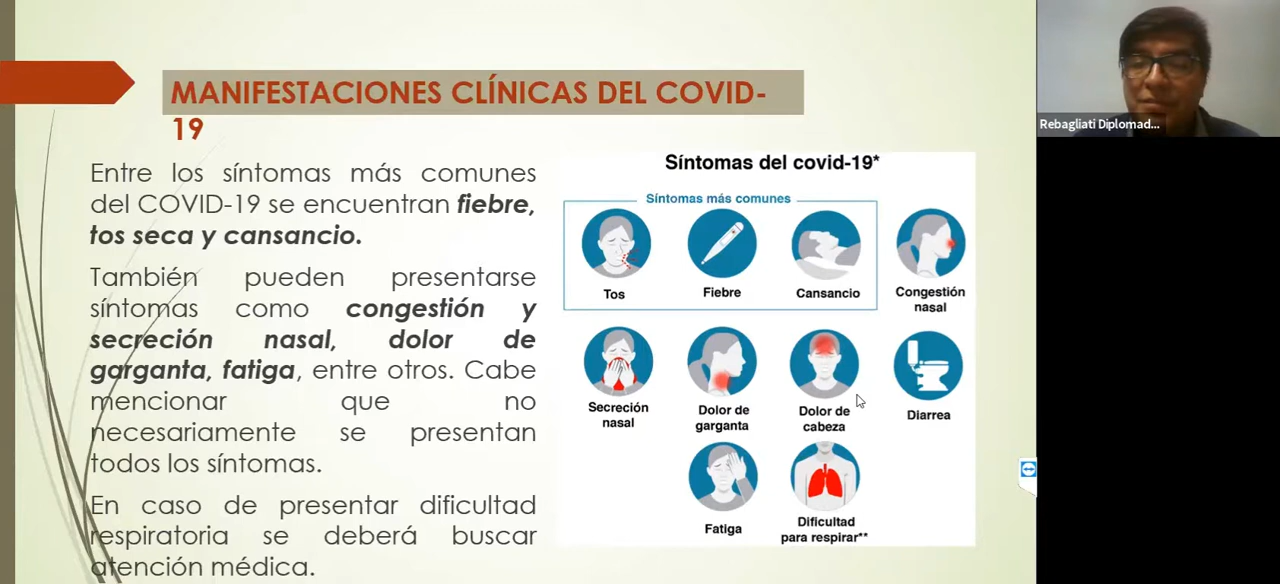 MANIFESTACIONES CLÍNICAS DEL COVID-
19
Entre los síntomas más comunes
del COVID-19 se encuentran fiebre,
tos seca y cansancio.
También pueden presentarse
síntomas como congestión y
secreción nasal, dolor de
garganta, fatiga, entre otros. Cabe
mencionar que no
necesariamente se presentan
todos los síntomas.
En caso de presentar dificultad
respiratoria se deberá buscar
atención médica.
Síntomas del covid-19*
Síntomas más comunes
Tos
Fiebre
Cansancio
Congestión
nasal
Secreción
nasal
Dolor de
garganta
Dolor de
cabeza
Diarrea
Fatiga
Dificultad
para respirar**
Rebagliati Diplomad...